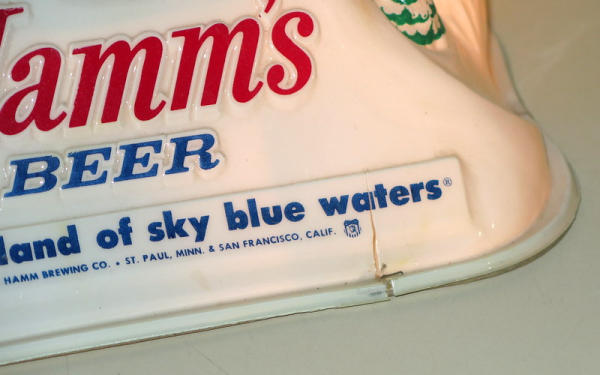 Hamm's
BEER
land of sky blue waters®
HAMM BREWING CO. • ST. PAUL, MINN. & SAN FRANCISCO, CALIF.